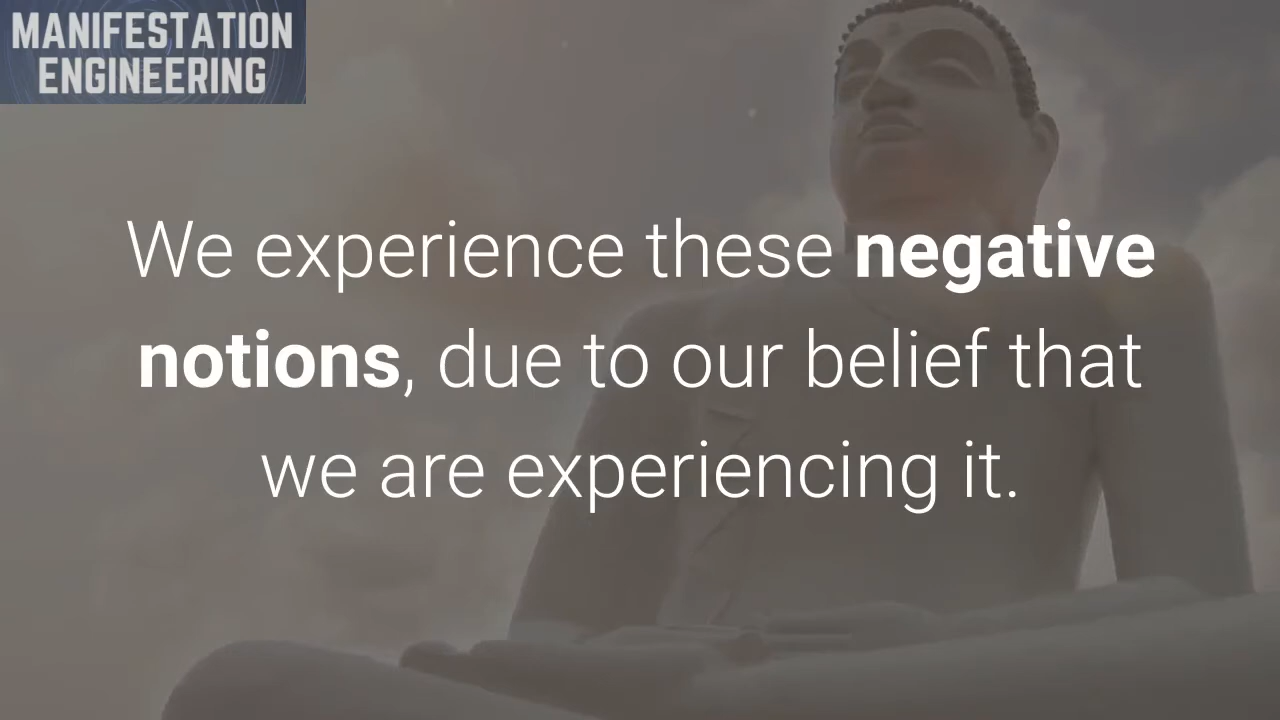 MANIFESTATION
ENGINEERING
We experience these negative
notions, due to our belief that
we are experiencing it.